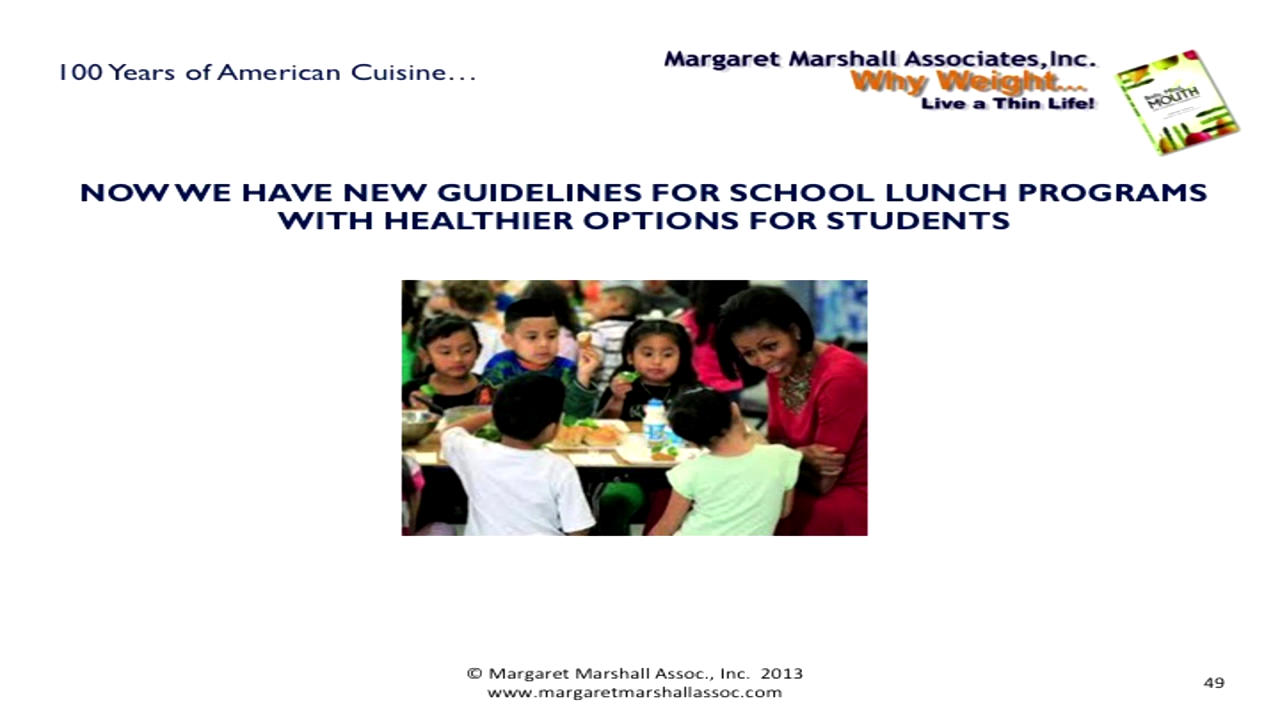 100 Years of American Cuisine...
Margaret Marshall Associates,Inc.
Why Weight...
Live a Thin Life!
MOUTH
NOW WE HAVE NEW GUIDELINES FOR SCHOOL LUNCH PROGRAMS
WITH HEALTHIER OPTIONS FOR STUDENTS
© Margaret Marshall Assoc., Inc. 2013
www.margaretmarshallassoc.com
49